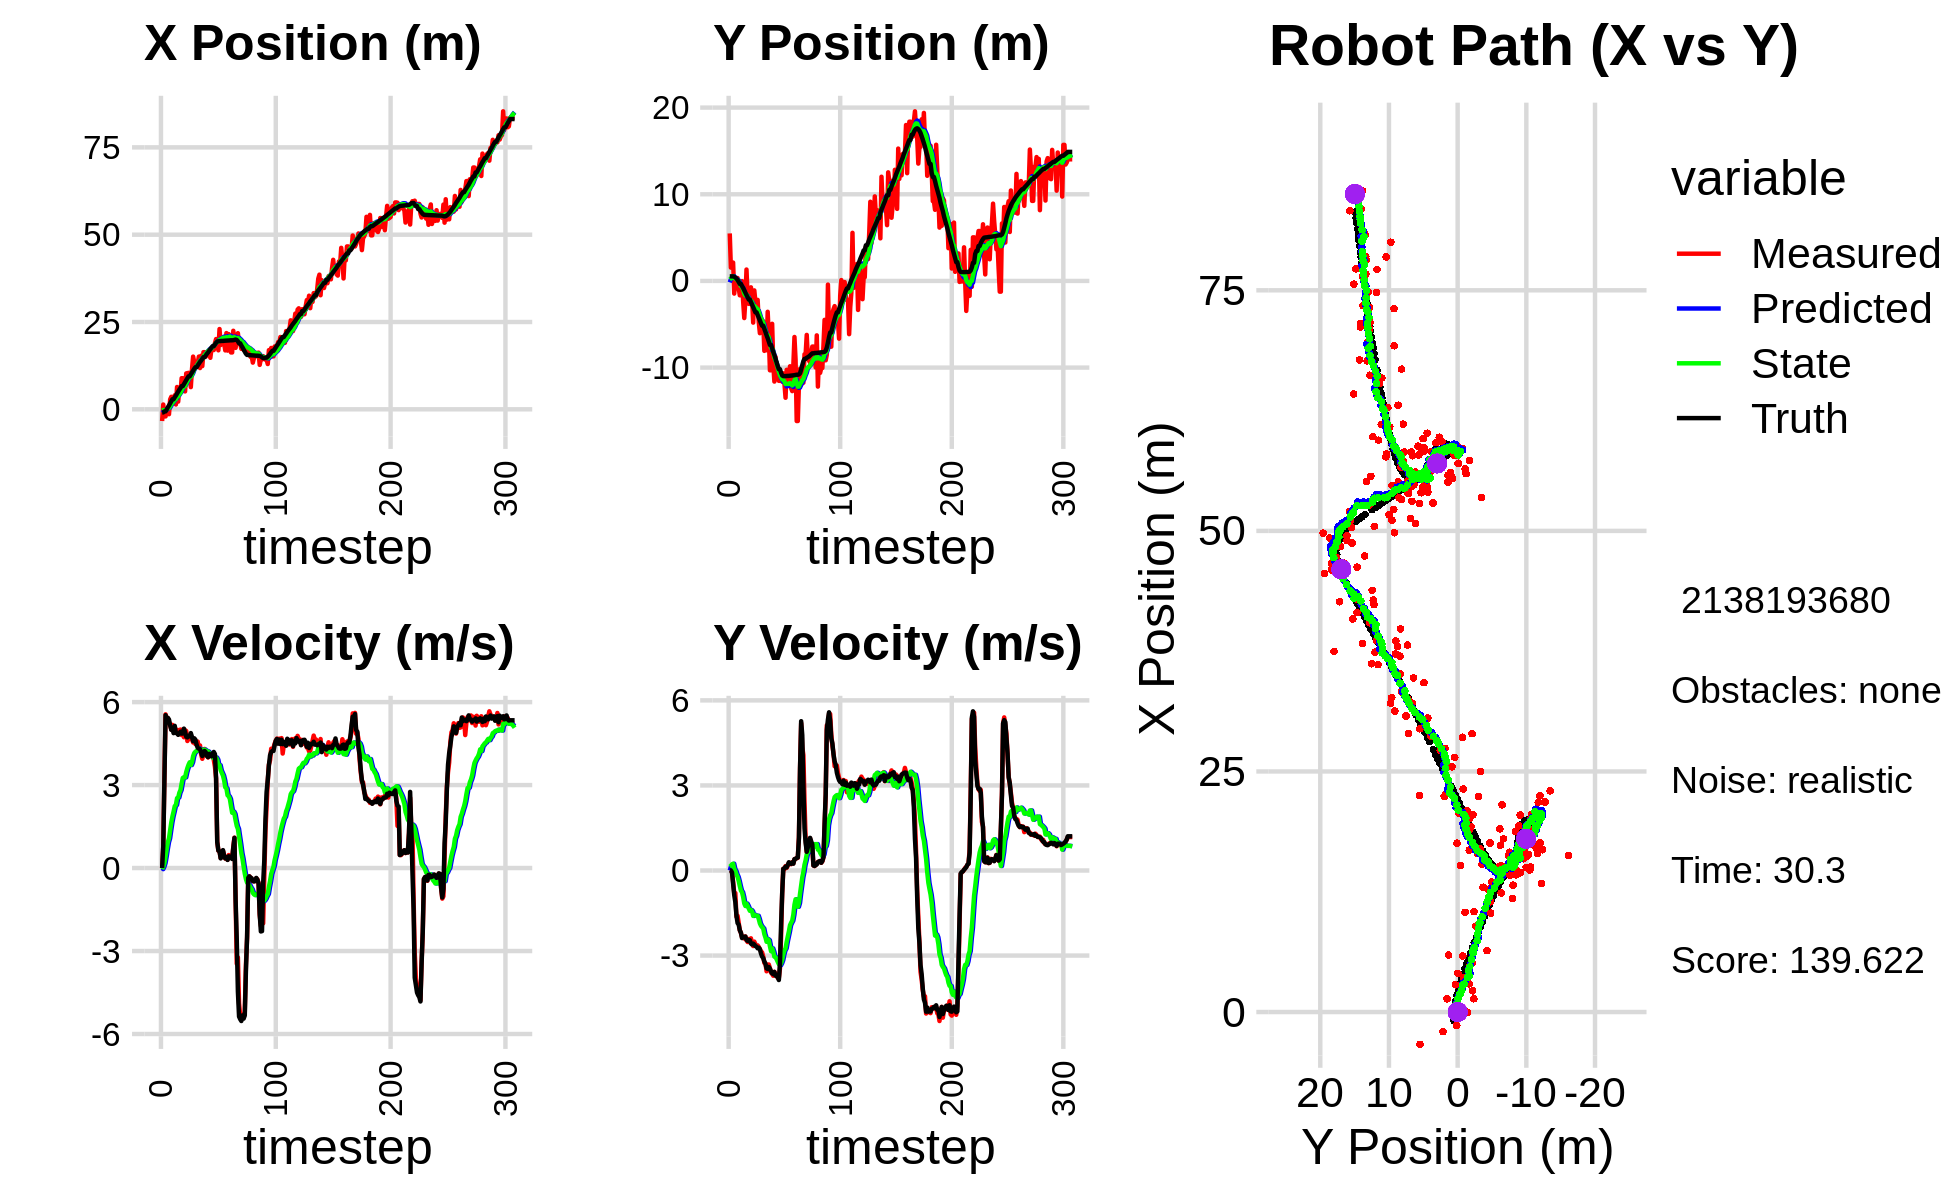 X Position (m)
75
50
25
0
0
100
200
300
timestep
Y Position (m)
20
10
0
-10
0
100
200
300
timestep
X Velocity (m/s)
6
3
0
-3
-6
0
100
200
300
timestep
Y Velocity (m/s)
6
3
0
-3
0
100
200
300
timestep
Robot Path (X vs Y)
X Position (m)
75
50
25
0
20 10 0 -10 -20
Y Position (m)
variable
Measured
Predicted
State
Truth
2138193680
Obstacles: none
Noise: realistic
Time: 30.3
Score: 139.622